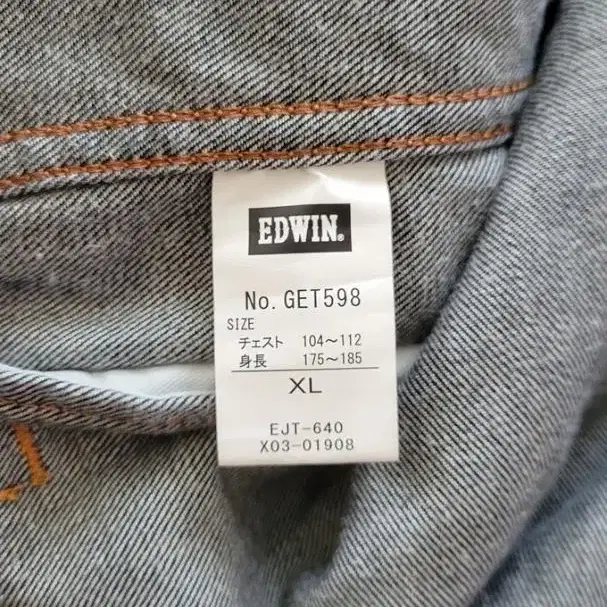 EDWIN®
No. GET598
SIZE
チェスト 104〜112
身長 175〜185
XL
EJT-640
X03-01908